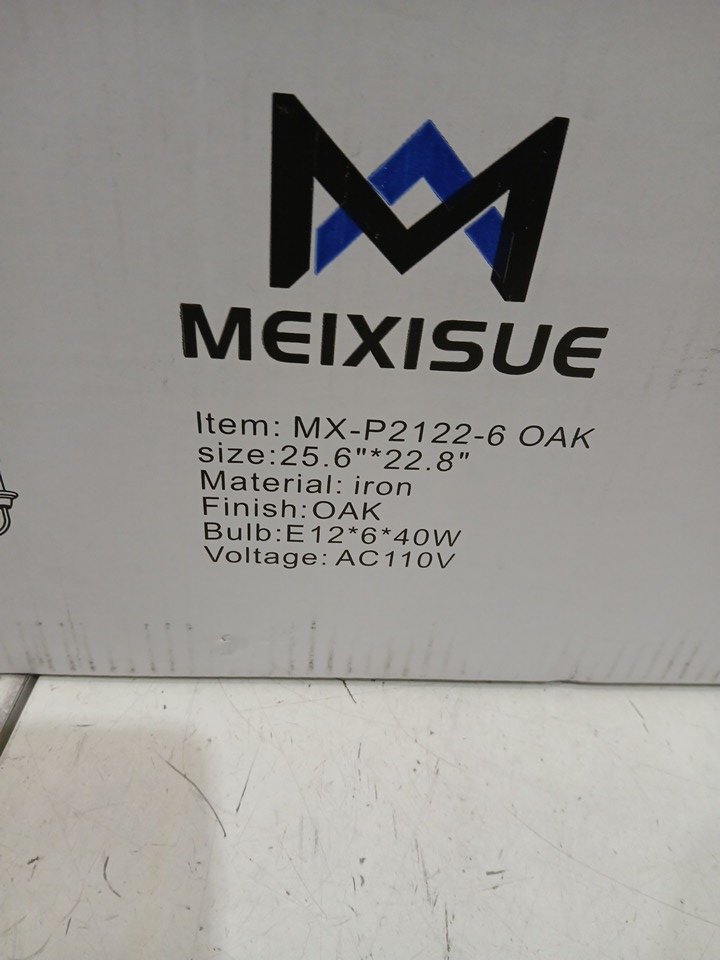 MEIXISUE
Item: MX-P2122-6 OAK
size:25.6"*22.8"
Material: iron
Finish:OAK
Bulb:E12*6*40W
Voltage: AC110V